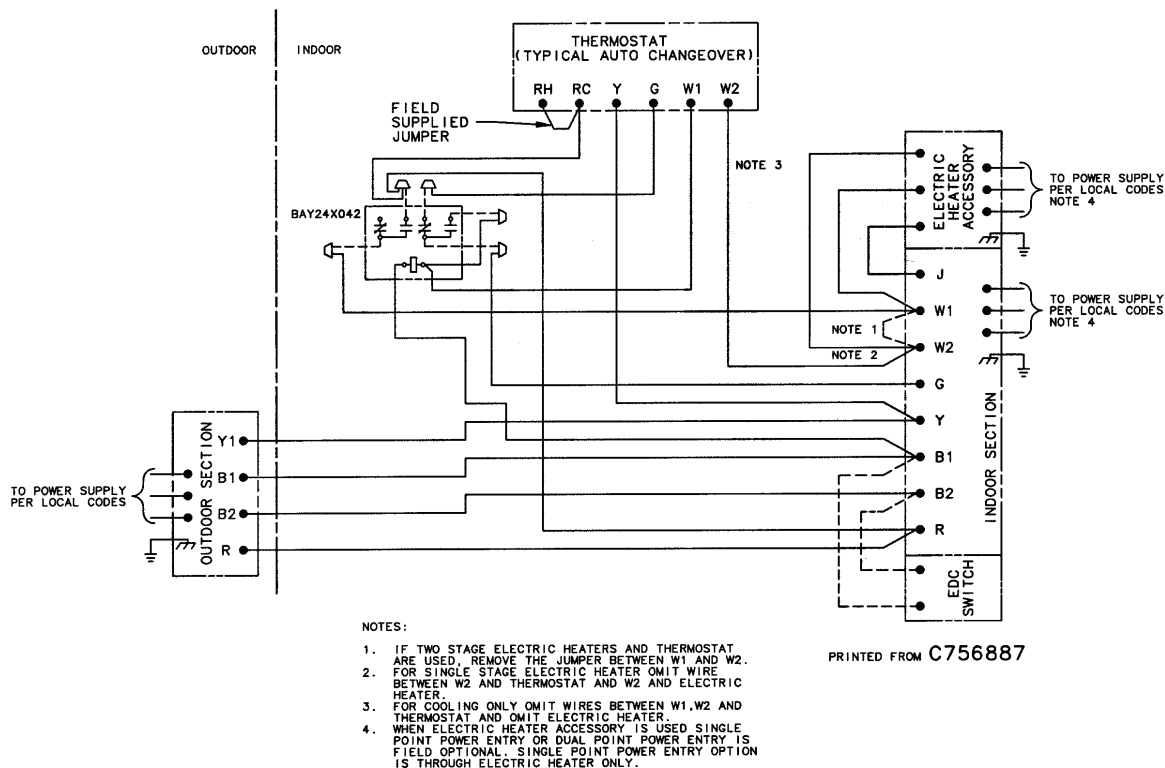 OUTDOOR
INDOOR
THERMOSTAT
(TYPICAL AUTO CHANGEOVER)
RH RC Y G W1 W2
FIELD
SUPPLIED
JUMPER
NOTE 3
BAY24X042
ELECTRIC
HEATER
ACCESSORY
TO POWER SUPPLY
PER LOCAL CODES
NOTE 4
J
W1
TO POWER SUPPLY
PER LOCAL CODES
NOTE 4
NOTE 1
W2
NOTE 2
G
Y
B1
B2
R
INDOOR SECTION
EDC
SWITCH
OUTDOOR SECTION
Y1
B1
B2
R
TO POWER SUPPLY
PER LOCAL CODES
NOTES:
1. IF TWO STAGE ELECTRIC HEATERS AND THERMOSTAT
ARE USED, REMOVE THE JUMPER BETWEEN W1 AND W2.
2. FOR SINGLE STAGE ELECTRIC HEATER OMIT WIRE
BETWEEN W2 AND THERMOSTAT AND W2 AND ELECTRIC
HEATER.
3. FOR COOLING ONLY OMIT WIRES BETWEEN W1,W2 AND
THERMOSTAT AND OMIT ELECTRIC HEATER.
4. WHEN ELECTRIC HEATER ACCESSORY IS USED SINGLE
POINT POWER ENTRY OR DUAL POINT POWER ENTRY IS
FIELD OPTIONAL. SINGLE POINT POWER ENTRY OPTION
IS THROUGH ELECTRIC HEATER ONLY.
PRINTED FROM C756887